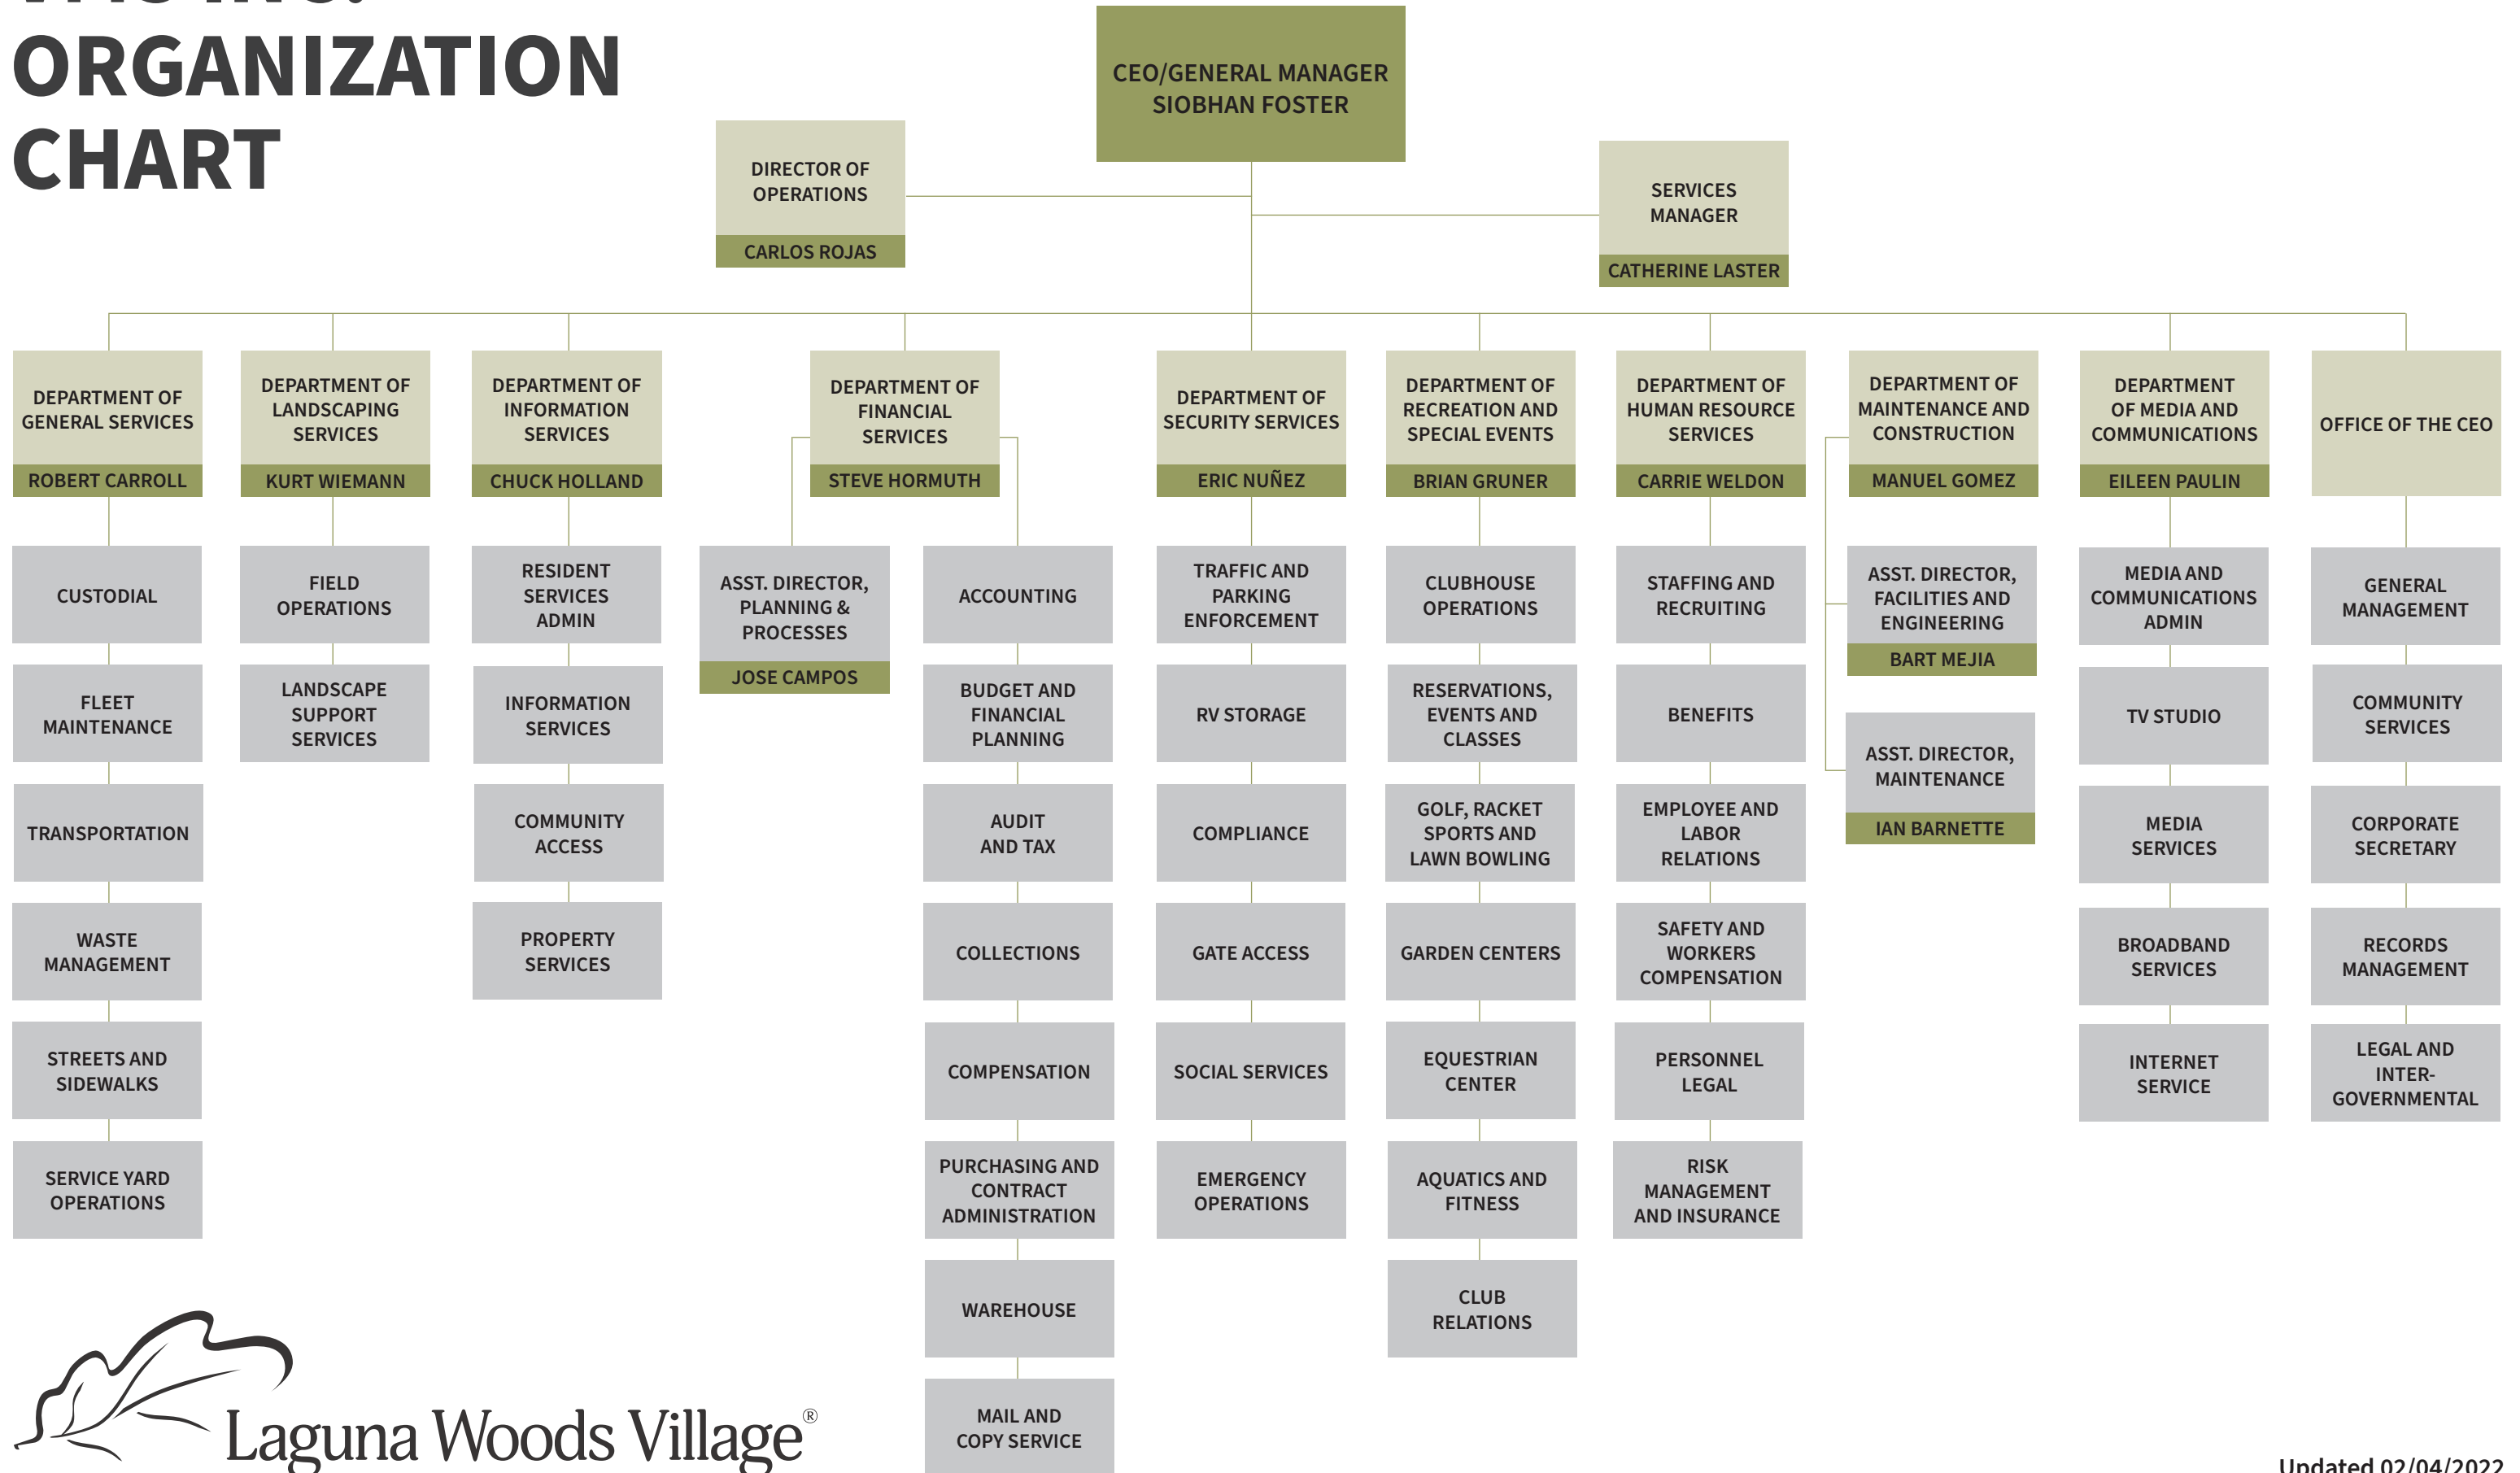 ORGANIZATION
CHART
CEO/GENERAL MANAGER
SIOBHAN FOSTER
DIRECTOR OF
OPERATIONS
CARLOS ROJAS
SERVICES
MANAGER
CATHERINE LASTER
DEPARTMENT OF
GENERAL SERVICES
ROBERT CARROLL
CUSTODIAL
FLEET
MAINTENANCE
TRANSPORTATION
WASTE
MANAGEMENT
STREETS AND
SIDEWALKS
SERVICE YARD
OPERATIONS
DEPARTMENT OF
LANDSCAPING
SERVICES
KURT WIEMANN
FIELD
OPERATIONS
LANDSCAPE
SUPPORT
SERVICES
DEPARTMENT OF
INFORMATION
SERVICES
CHUCK HOLLAND
RESIDENT
SERVICES
ADMIN
INFORMATION
SERVICES
COMMUNITY
ACCESS
PROPERTY
SERVICES
DEPARTMENT OF
FINANCIAL
SERVICES
STEVE HORMUTH
ASST. DIRECTOR,
PLANNING &
PROCESSES
JOSE CAMPOS
ACCOUNTING
BUDGET AND
FINANCIAL
PLANNING
AUDIT
AND TAX
COLLECTIONS
COMPENSATION
PURCHASING AND
CONTRACT
ADMINISTRATION
WAREHOUSE
MAIL AND
COPY SERVICE
DEPARTMENT OF
SECURITY SERVICES
ERIC NUÑEZ
TRAFFIC AND
PARKING
ENFORCEMENT
RV STORAGE
COMPLIANCE
GATE ACCESS
SOCIAL SERVICES
EMERGENCY
OPERATIONS
DEPARTMENT OF
RECREATION AND
SPECIAL EVENTS
BRIAN GRUNER
CLUBHOUSE
OPERATIONS
RESERVATIONS,
EVENTS AND
CLASSES
GOLF, RACKET
SPORTS AND
LAWN BOWLING
GARDEN CENTERS
EQUESTRIAN
CENTER
AQUATICS AND
FITNESS
CLUB
RELATIONS
DEPARTMENT OF
HUMAN RESOURCE
SERVICES
CARRIE WELDON
STAFFING AND
RECRUITING
BENEFITS
EMPLOYEE AND
LABOR
RELATIONS
SAFETY AND
WORKERS
COMPENSATION
PERSONNEL
LEGAL
RISK
MANAGEMENT
AND INSURANCE
DEPARTMENT OF
MAINTENANCE AND
CONSTRUCTION
MANUEL GOMEZ
ASST. DIRECTOR,
FACILITIES AND
ENGINEERING
BART MEJIA
ASST. DIRECTOR,
MAINTENANCE
IAN BARNETTE
DEPARTMENT
OF MEDIA AND
COMMUNICATIONS
EILEEN PAULIN
MEDIA AND
COMMUNICATIONS
ADMIN
TV STUDIO
MEDIA
SERVICES
BROADBAND
SERVICES
INTERNET
SERVICE
OFFICE OF THE CEO
GENERAL
MANAGEMENT
COMMUNITY
SERVICES
CORPORATE
SECRETARY
RECORDS
MANAGEMENT
LEGAL AND
INTER-
GOVERNMENTAL
Laguna Woods Village®
Updated 02/04/2022